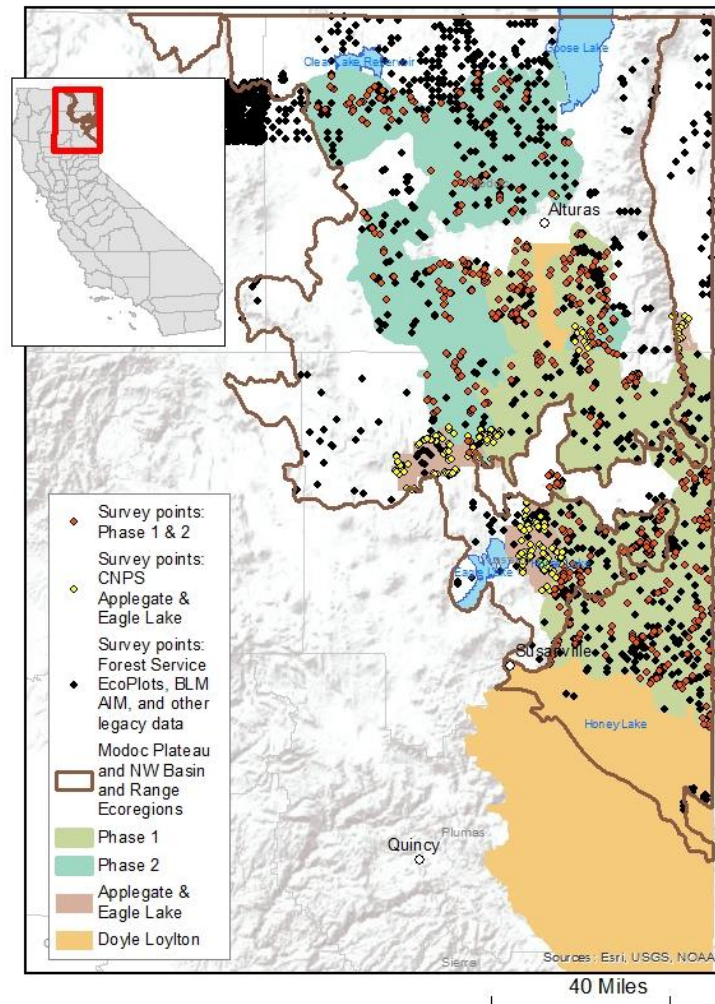 Clear Lake Reservoir
Goose Lake
Alturas
Eagle Lake
Susanville
Honey Lake
Plumas
Quincy
Sierra
Survey points:
Phase 1 & 2
Survey points:
CNPS
Applegate &
Eagle Lake
Survey points:
Forest Service
EcoPlots, BLM
AIM, and other
legacy data
Modoc Plateau
and NW Basin
and Range
Ecoregions
Phase 1
Phase 2
Applegate &
Eagle Lake
Doyle Loylton
Sources: Esri, USGS, NOAA
40 Miles